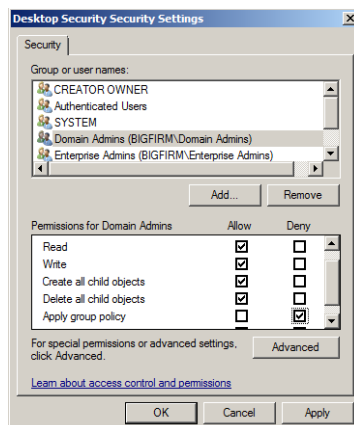 Desktop Security Security Settings
Security
Group or user names:
CREATOR OWNER
Authenticated Users
SYSTEM
Domain Admins (BIGFIRM\Domain Admins)
Enterprise Admins (BIGFIRM\Enterprise Admins)
Add... Remove
Permissions for Domain Admins Allow Deny
Read
Write
Create all child objects
Delete all child objects
Apply group policy
For special permissions or advanced settings,
click Advanced.
Advanced
Learn about access control and permissions
OK Cancel Apply